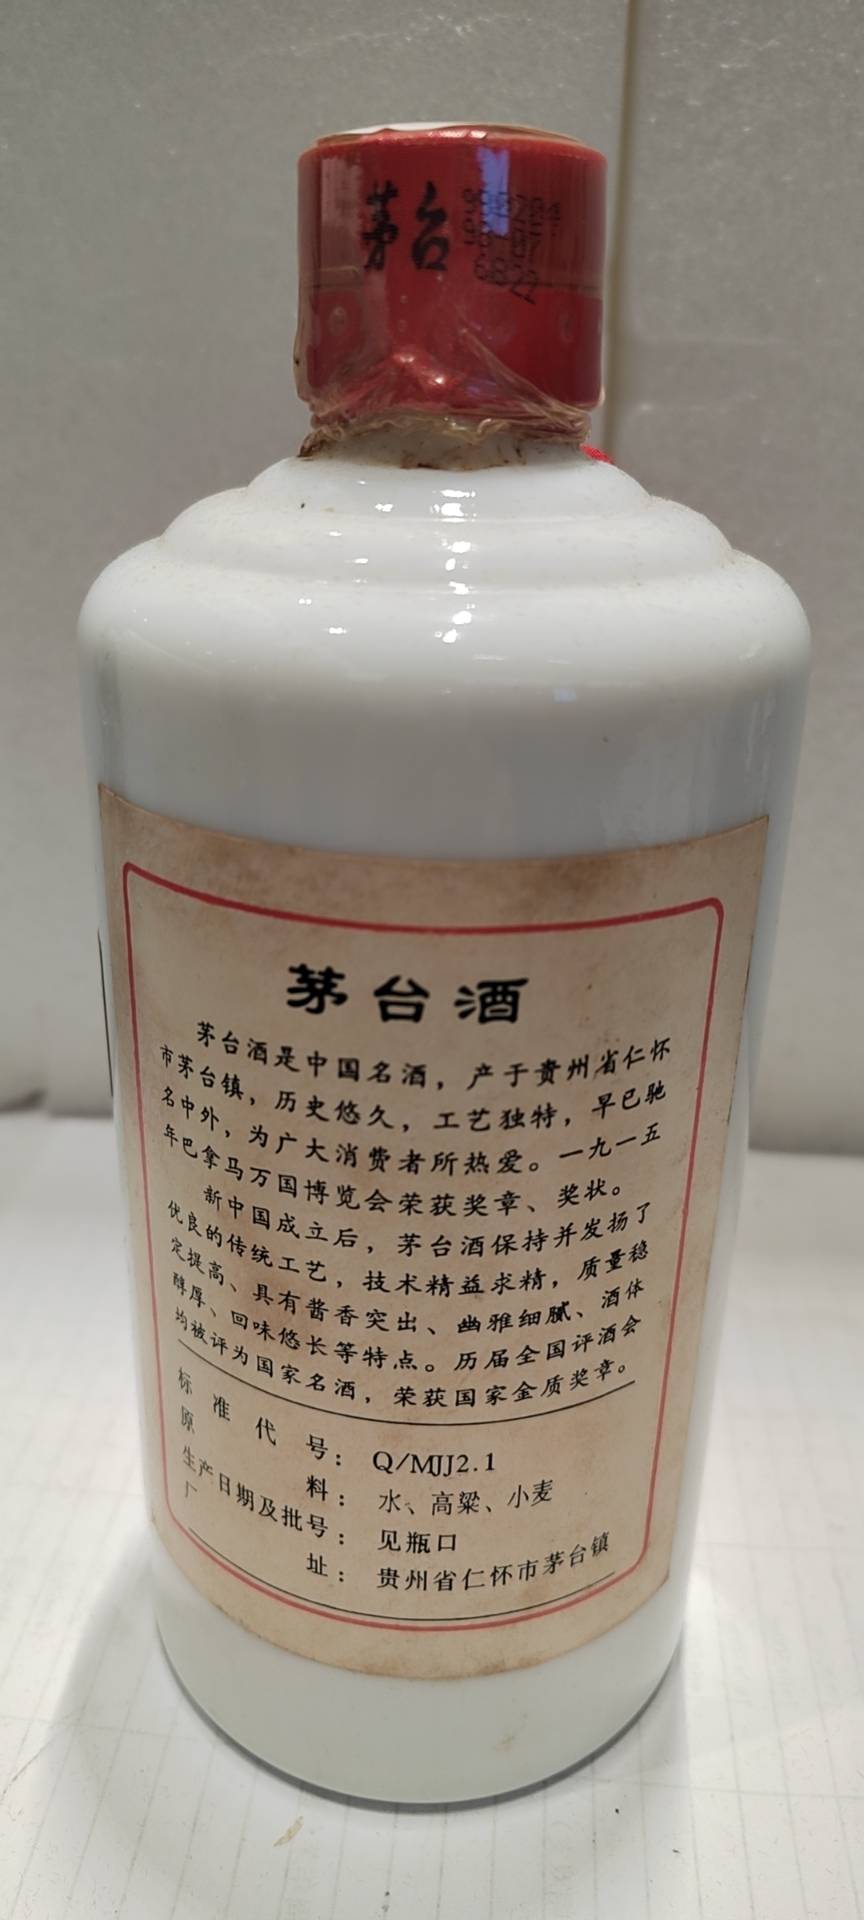 茅台
98-07
6822
茅台酒
茅台酒是中国名酒，产于贵州省仁怀
市茅台镇，历史悠久，工艺独特，早已驰
名中外，为广大消费者所热爱。一九一五
年巴拿马万国博览会荣获奖章、奖状。
新中国成立后，茅台酒保持并发扬了
优良的传统工艺，技术精益求精，质量稳
定提高、具有酱香突出、幽雅细腻、酒体
醇厚、回味悠长等特点。历届全国评酒会
均被评为国家名酒，荣获国家金质奖章。
标准代号：Q/MJJ2.1
原料：水、高粱、小麦
生产日期及批号：见瓶口
厂址：贵州省仁怀市茅台镇